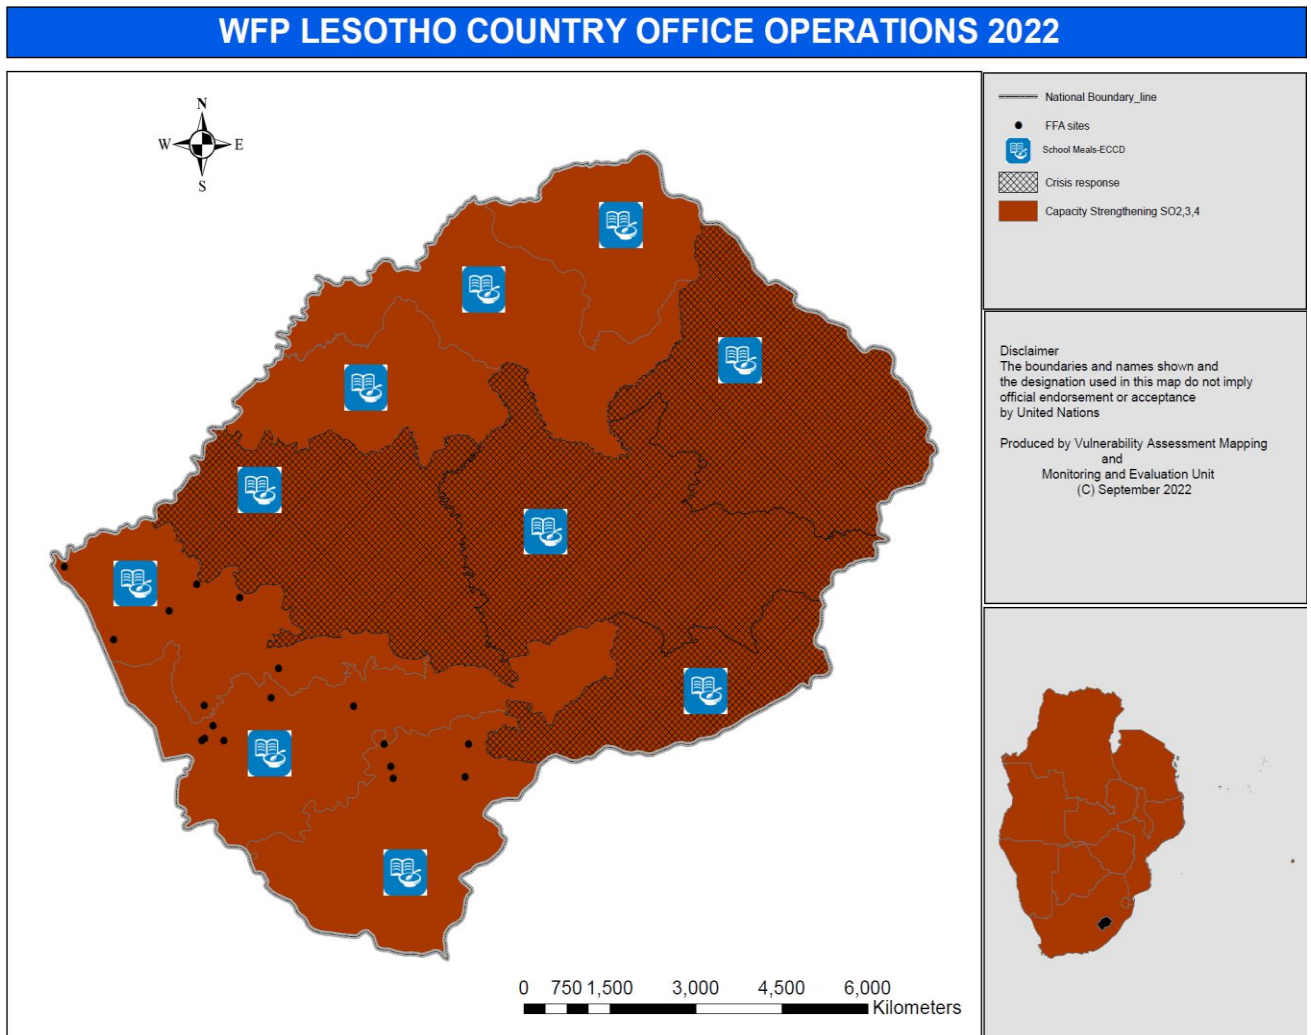 WFP LESOTHO COUNTRY OFFICE OPERATIONS 2022
N
W E
S
National Boundary_line
FFA sites
School Meals-ECCD
Crisis response
Capacity Strengthening SO2,3,4
Disclaimer
The boundaries and names shown and
the designation used in this map do not imply
official endorsement or acceptance
by United Nations
Produced by Vulnerability Assessment Mapping
and
Monitoring and Evaluation Unit
(C) September 2022
0 750 1,500 3,000 4,500 6,000
Kilometers